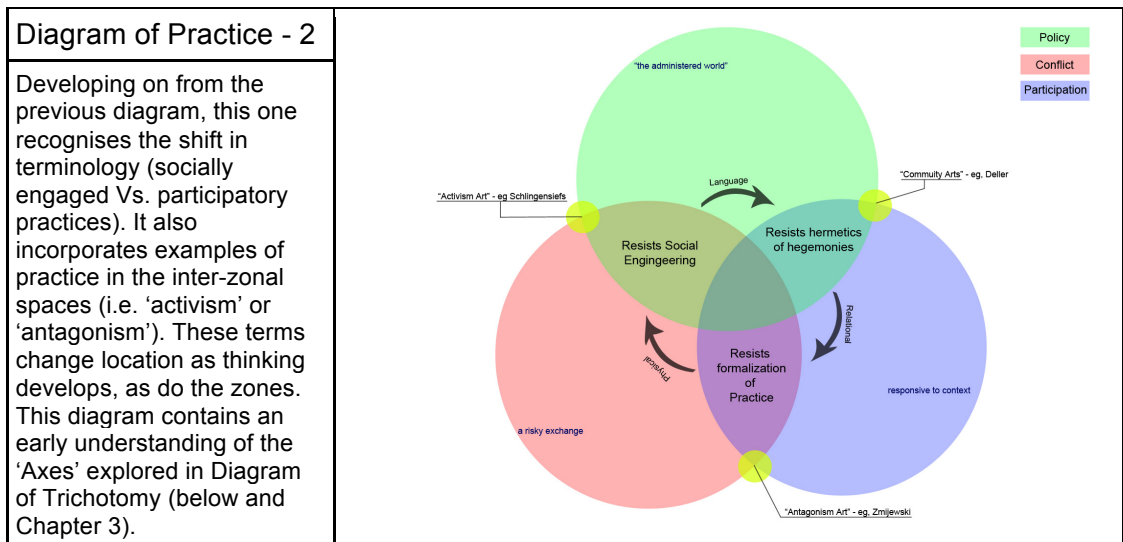 Diagram of Practice - 2
Developing on from the
previous diagram, this one
recognises the shift in
terminology (socially
engaged Vs. participatory
practices). It also
incorporates examples of
practice in the inter-zonal
spaces (i.e. ‘activism’ or
‘antagonism’). These terms
change location as thinking
develops, as do the zones.
This diagram contains an
early understanding of the
‘Axes’ explored in Diagram
of Trichotomy (below and
Chapter 3).
Policy
Conflict
Participation
"the administered world"
"Activism Art" - eg Schlingensiefs
"Commuity Arts" - eg, Deller
Language
Resists Social
Engingeering
Resists hermetics
of hegemonies
Relational
Physical
Resists
formalization
of
Practice
responsive to context
a risky exchange
"Antagonism Art" - eg, Zmijewski